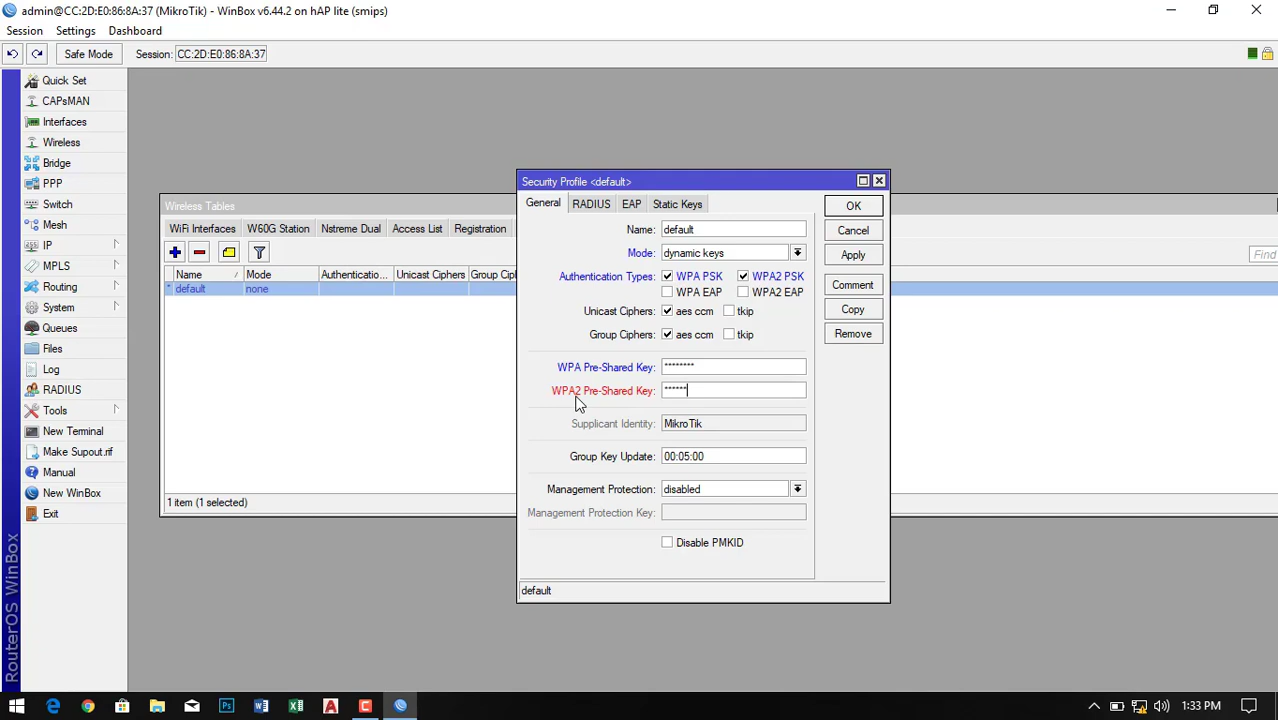 admin@CC:2D:E0:86:8A:37 (MikroTik) - WinBox v6.44.2 on hAP lite (smips)
Session Settings Dashboard
Safe Mode Session: CC:2D:E0:86:8A:37
Quick Set
CAPsMAN
Interfaces
Wireless
Bridge
PPP
Switch
Mesh
IP
MPLS
Routing
System
Queues
Files
Log
RADIUS
Tools
New Terminal
Make Supout.rif
Manual
New WinBox
Exit
RouterOS WinBox
Wireless Tables
WiFi Interfaces W60G Station Nstreme Dual Access List Registration
Find
Name Mode Authenticatio... Unicast Ciphers Group Ciph
* default none
1 item (1 selected)
Security Profile <default>
General RADIUS EAP Static Keys
Name: default
Mode: dynamic keys
Authentication Types: WPA PSK WPA2 PSK
WPA EAP WPA2 EAP
Unicast Ciphers: aes ccm tkip
Group Ciphers: aes ccm tkip
WPA Pre-Shared Key: ********
WPA2 Pre-Shared Key: ******
Supplicant Identity: MikroTik
Group Key Update: 00:05:00
Management Protection: disabled
Management Protection Key:
Disable PMKID
default
OK
Cancel
Apply
Comment
Copy
Remove
1:33 PM